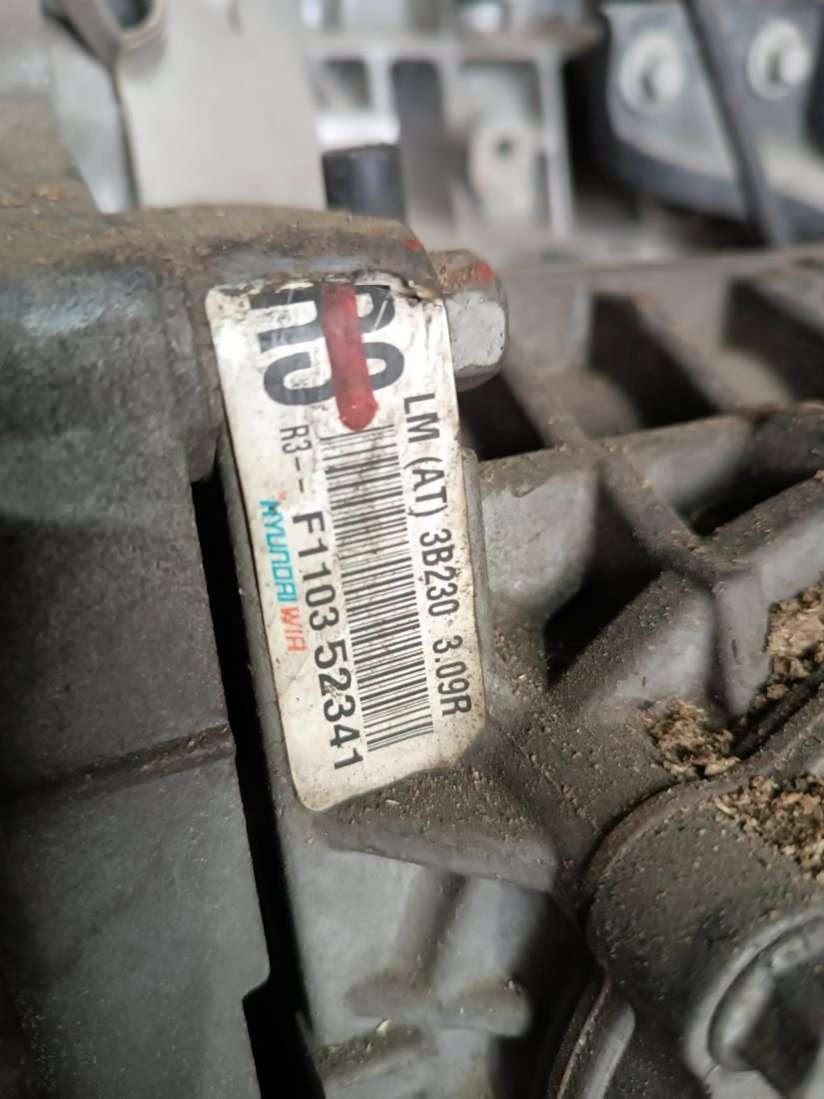 LM (AT) 3B230 3.09R
R3-- F1103 52341
HYUNDAI WIA